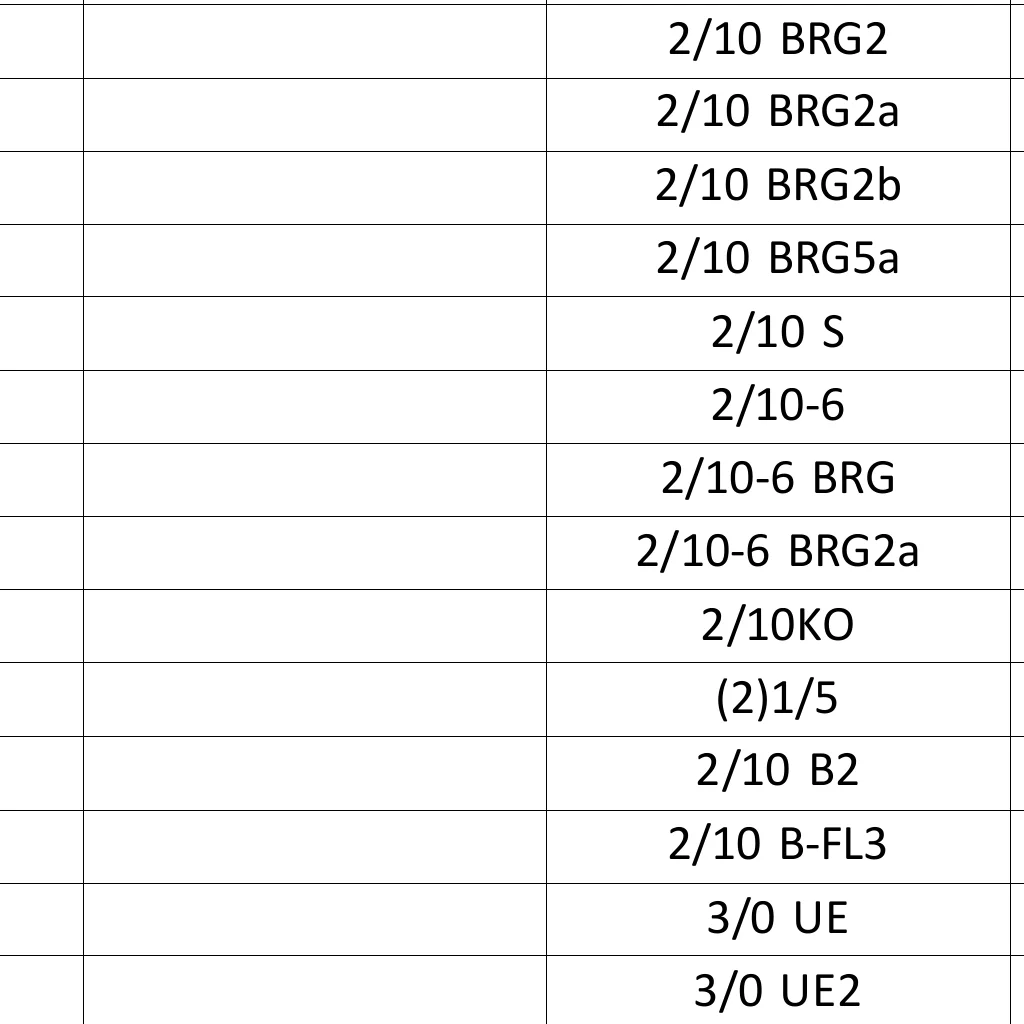 2/10 BRG2
2/10 BRG2a
2/10 BRG2b
2/10 BRG5a
2/10 S
2/10-6
2/10-6 BRG
2/10-6 BRG2a
2/10KO
(2)1/5
2/10 B2
2/10 B-FL3
3/0 UE
3/0 UE2